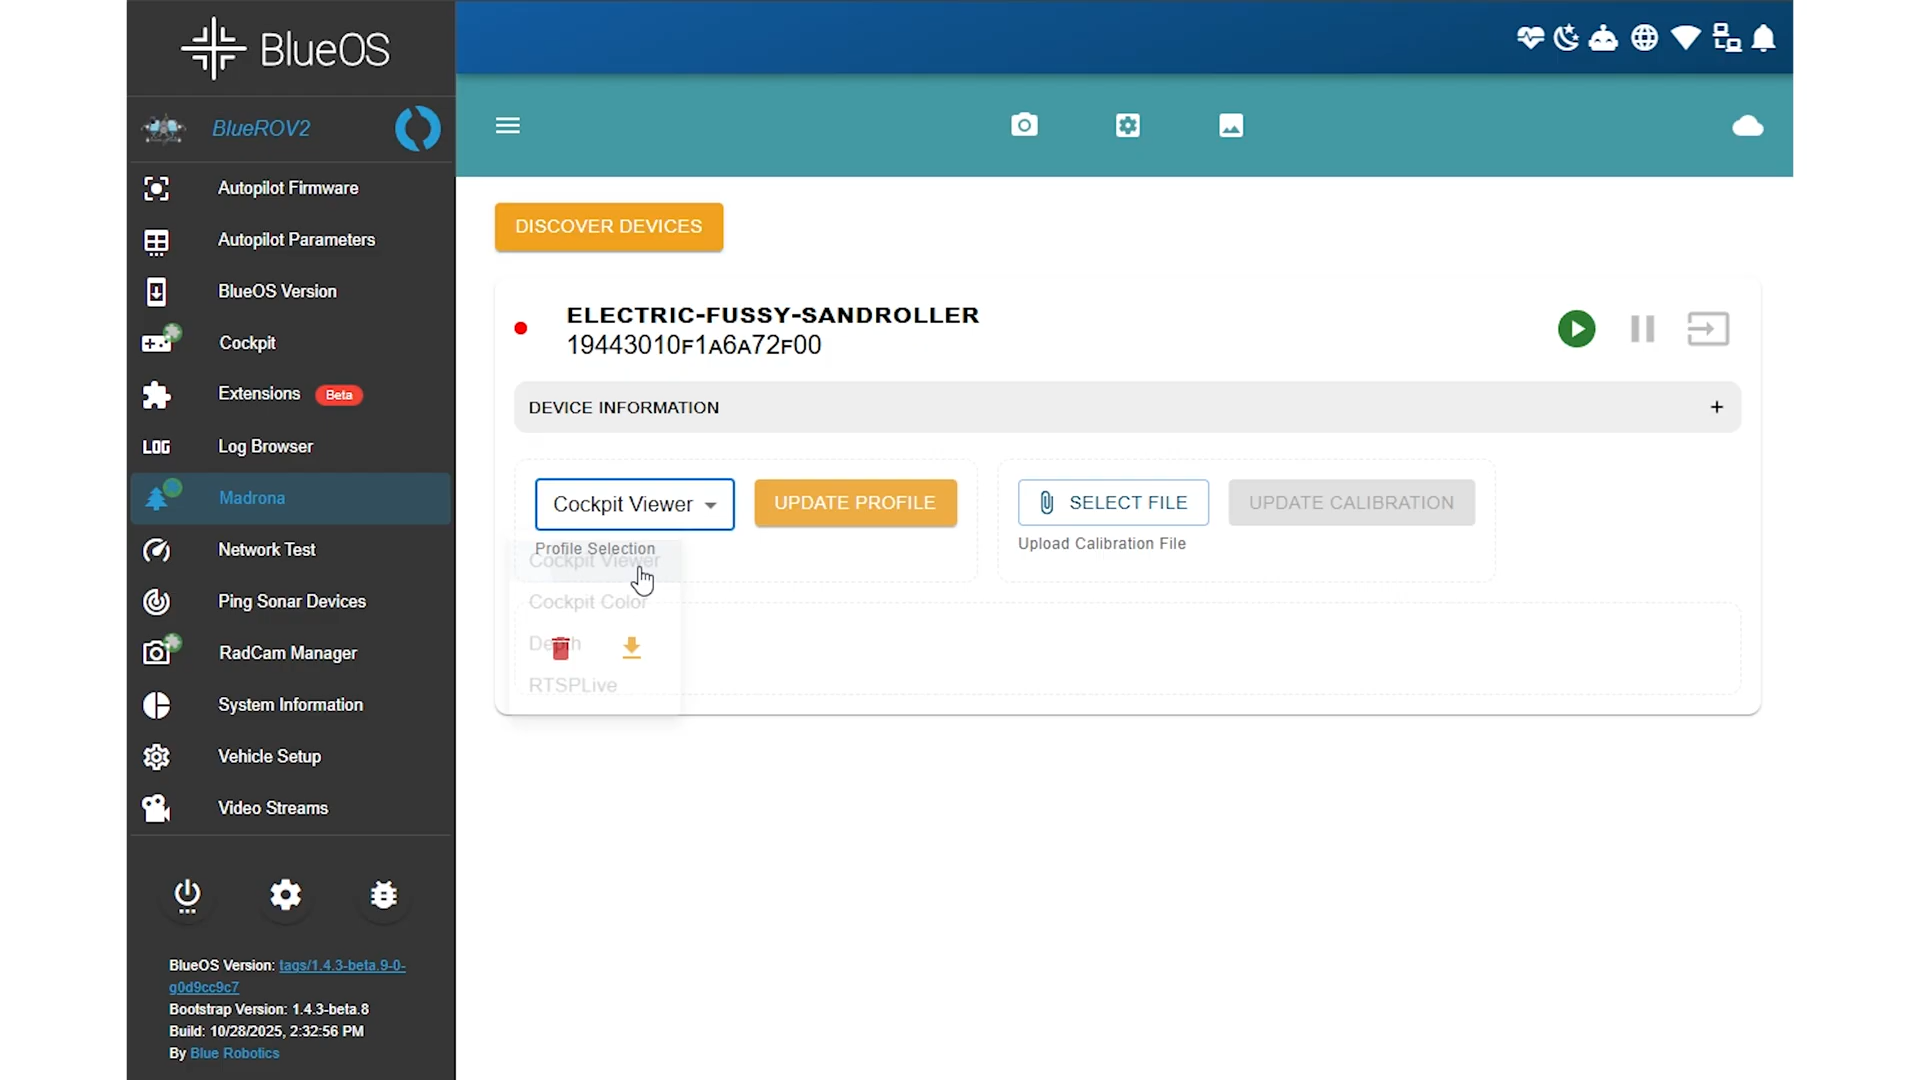 BlueOS
BlueROV2
Autopilot Firmware
Autopilot Parameters
BlueOS Version
Cockpit
Extensions Beta
LOG Log Browser
Madrona
Network Test
Ping Sonar Devices
RadCam Manager
System Information
Vehicle Setup
Video Streams
BlueOS Version: tags/1.4.3-beta.9-0-
g0d9cc9c7
Bootstrap Version: 1.4.3-beta.8
Build: 10/28/2025, 2:32:56 PM
By Blue Robotics
DISCOVER DEVICES
ELECTRIC-FUSSY-SANDROLLER
19443010F1A6A72F00
DEVICE INFORMATION +
Cockpit Viewer
UPDATE PROFILE
Profile Selection
Cockpit Viewer
Cockpit Color
Depth
RTSPLive
SELECT FILE
UPDATE CALIBRATION
Upload Calibration File